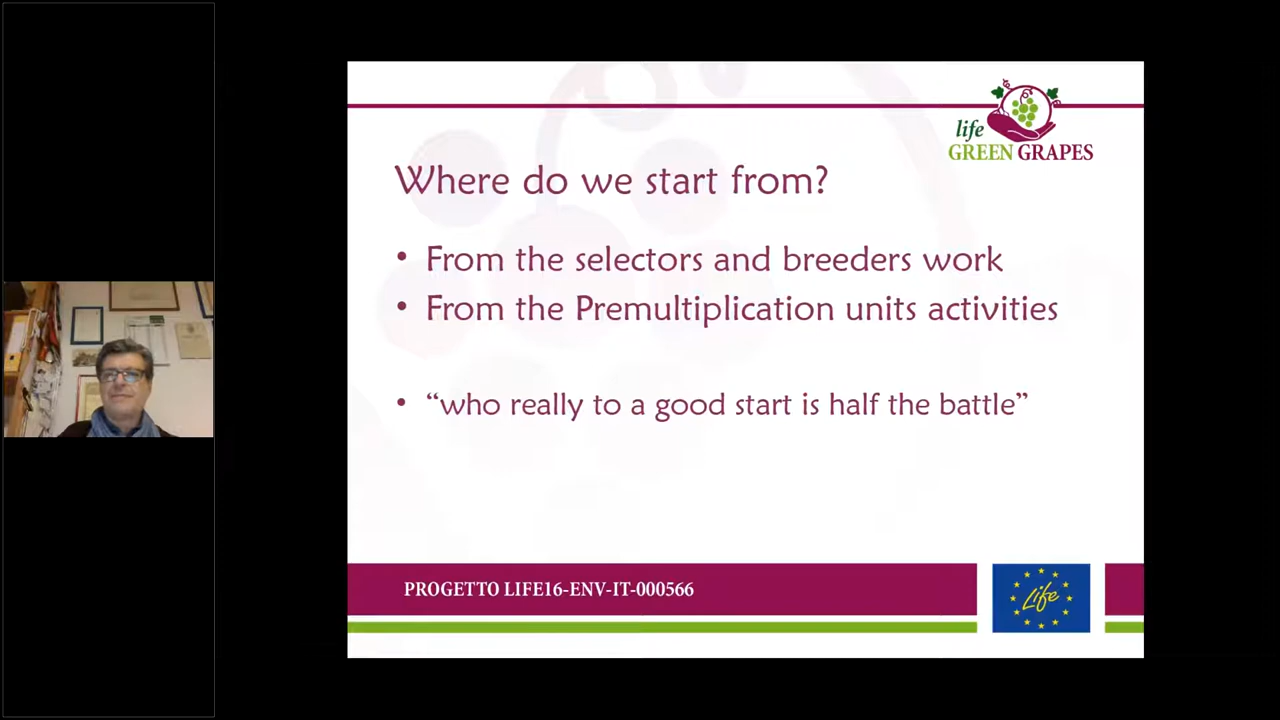 life
GREEN GRAPES
Where do we start from?
• From the selectors and breeders work
• From the Premultiplication units activities
• “who really to a good start is half the battle”
PROGETTO LIFE16-ENV-IT-000566
Life